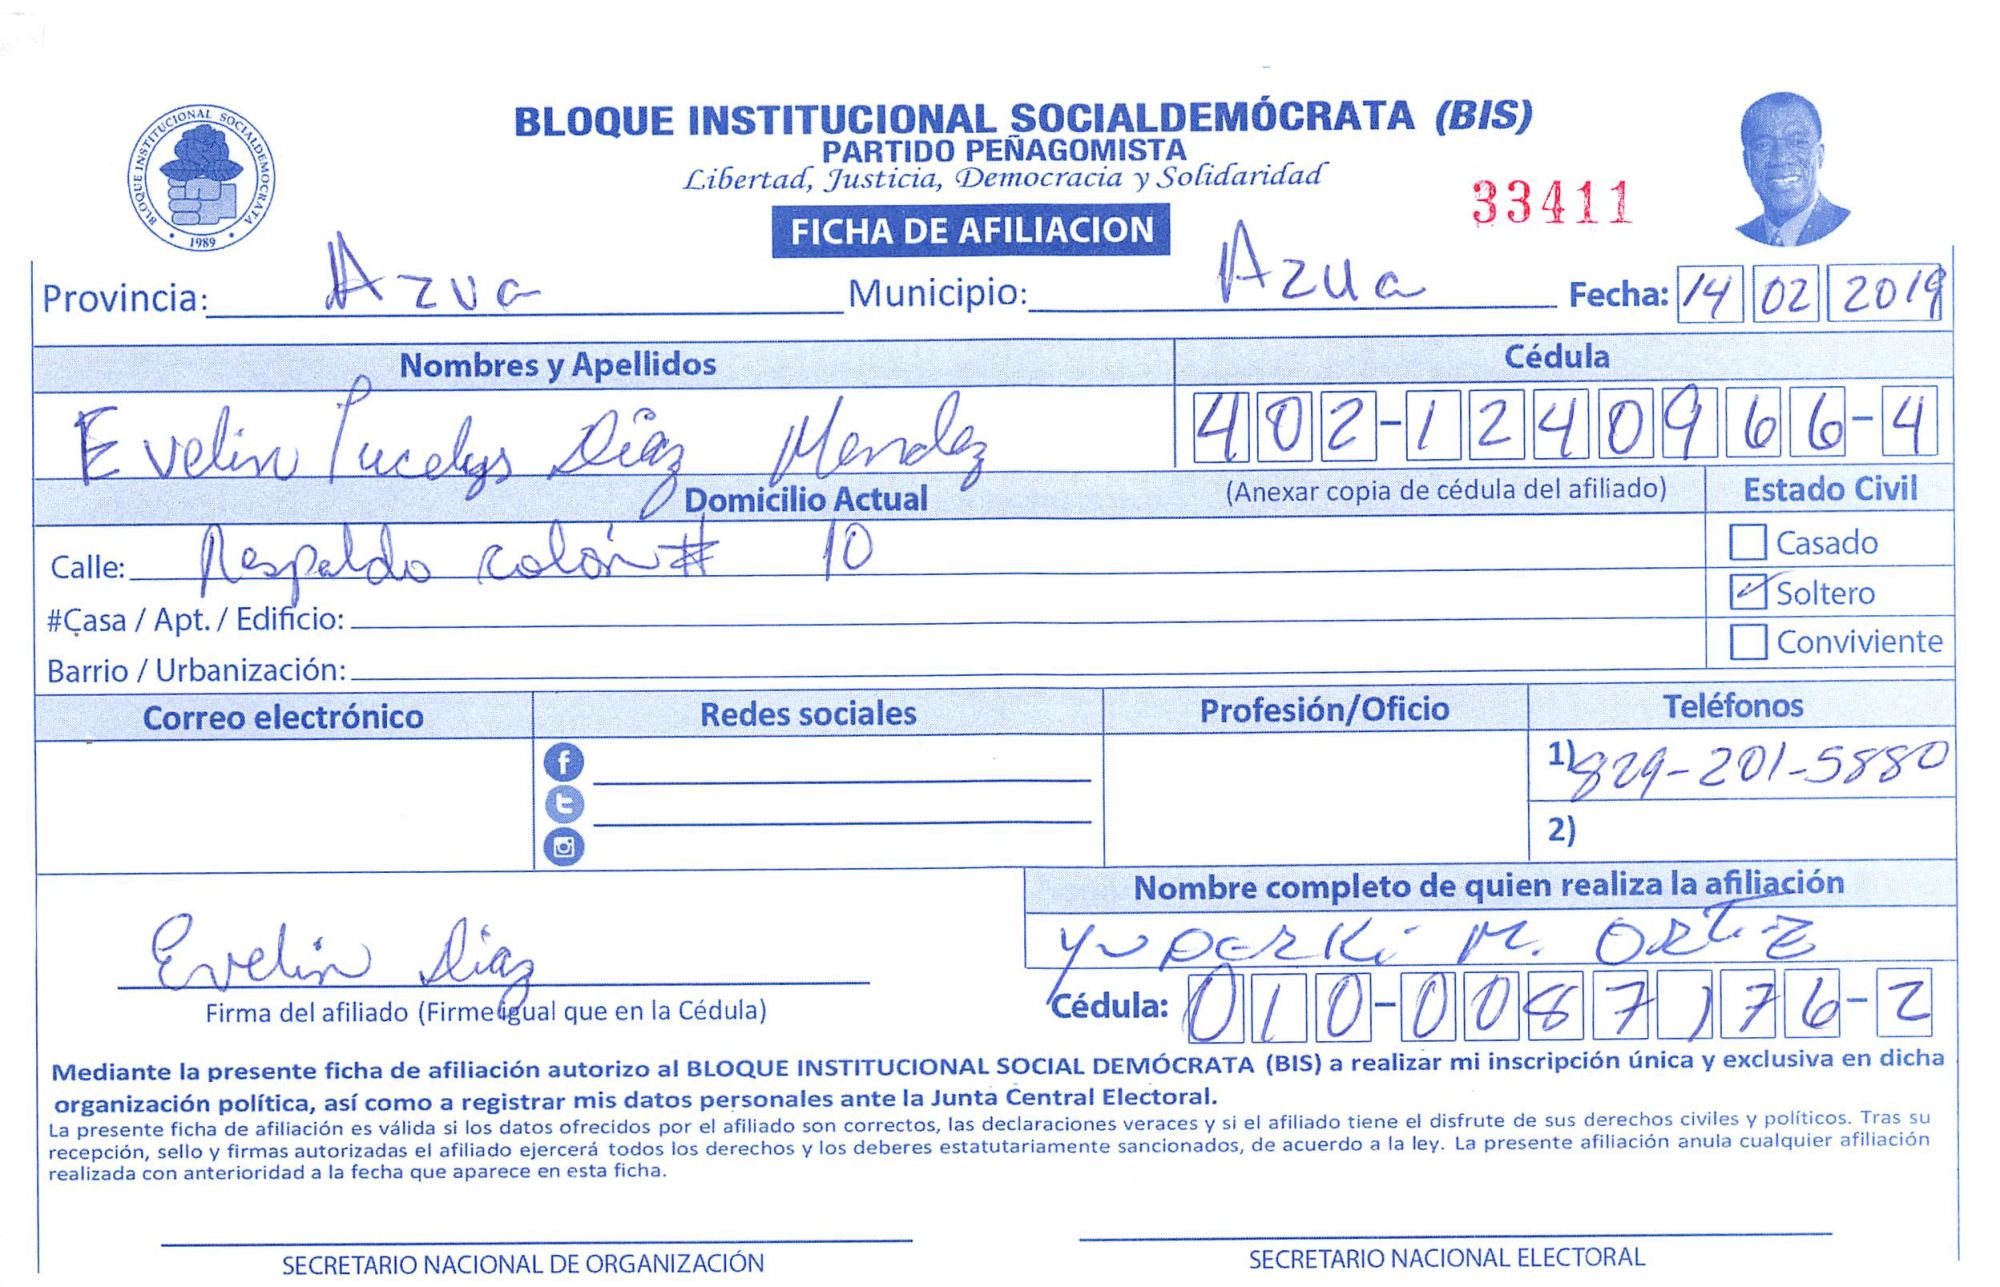 BLOQUE INSTITUCIONAL SOCIALDEMÓCRATA (BIS)
PARTIDO PEÑAGOMISTA
Libertad, Justicia, Democracia y Solidaridad
33411
BLOQUE INSTITUCIONAL SOCIALDEMOCRATA
1989
FICHA DE AFILIACION
Provincia: Azua Municipio: Azua Fecha: 14 02 2019
Nombres y Apellidos Cédula
Evelin Diaz Mendez 402-1240966-4
Domicilio Actual (Anexar copia de cédula del afiliado) Estado Civil
Calle: Respaldo colón # 10 Casado
#Casa / Apt. / Edificio: Soltero
Barrio / Urbanización: Conviviente
Correo electrónico Redes sociales Profesión/Oficio Teléfonos
1) 829-201-5880
2)
Nombre completo de quien realiza la afiliación
Evelin Diaz M. ORTIZ
Firma del afiliado (Firme igual que en la Cédula) Cédula: 010-0087176-2
Mediante la presente ficha de afiliación autorizo al BLOQUE INSTITUCIONAL SOCIAL DEMÓCRATA (BIS) a realizar mi inscripción única y exclusiva en dicha
organización política, así como a registrar mis datos personales ante la Junta Central Electoral.
La presente ficha de afiliación es válida si los datos ofrecidos por el afiliado son correctos, las declaraciones veraces y si el afiliado tiene el disfrute de sus derechos civiles y políticos. Tras su
recepción, sello y firmas autorizadas el afiliado ejercerá todos los derechos y los deberes estatutariamente sancionados, de acuerdo a la ley. La presente afiliación anula cualquier afiliación
realizada con anterioridad a la fecha que aparece en esta ficha.
SECRETARIO NACIONAL DE ORGANIZACIÓN SECRETARIO NACIONAL ELECTORAL